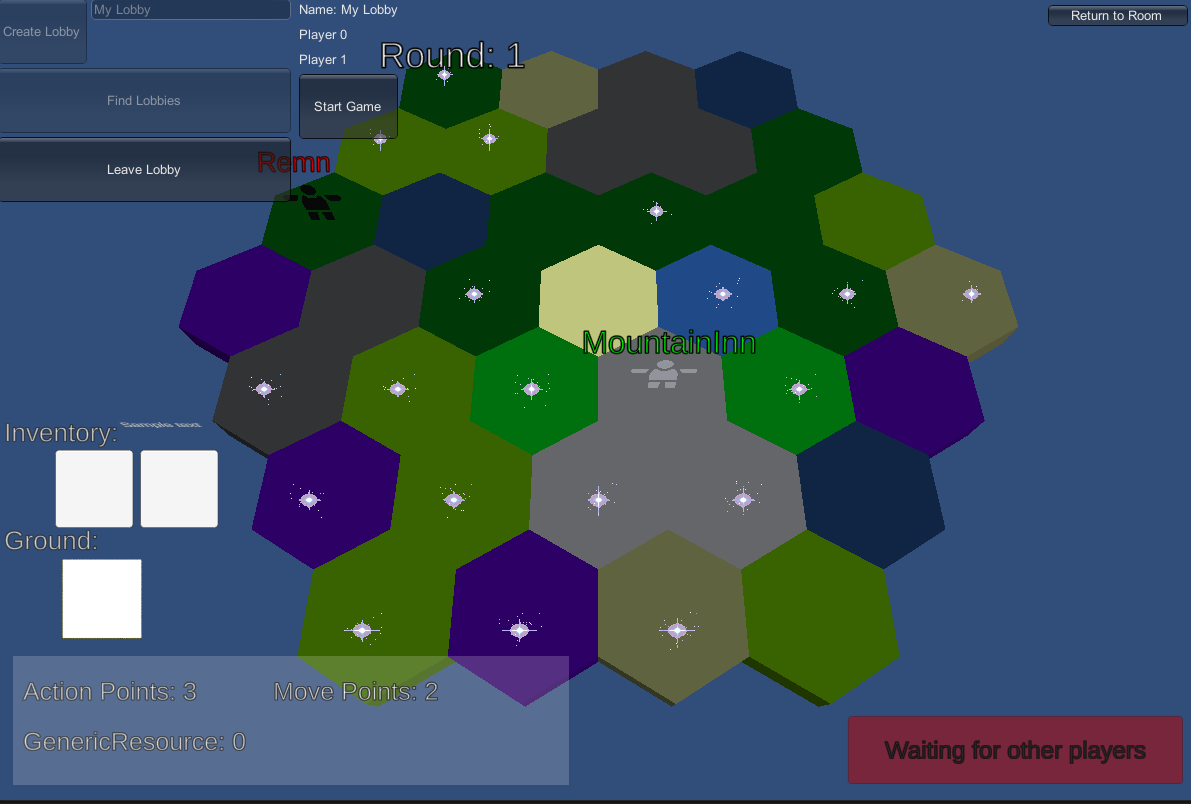 Create Lobby
My Lobby
Name: My Lobby
Player 0
Player 1
Round: 1
Return to Room
Find Lobbies
Start Game
Leave Lobby
Remn
MountainInn
Inventory:
Sample text
Ground:
Action Points: 3
Move Points: 2
GenericResource: 0
Waiting for other players